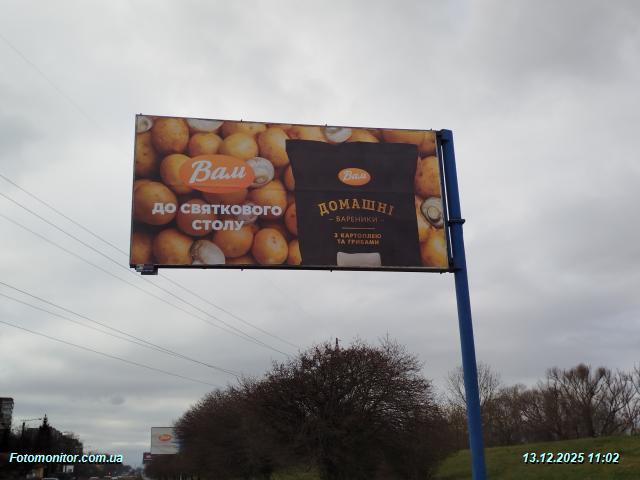 Вам
ДО СВЯТКОВОГО
СТОЛУ
Вам
ДОМАШНІ
- ВАРЕНИКИ -
З КАРТОПЛЕЮ
ТА ГРИБАМИ
Fotomonitor.com.ua
13.12.2025 11:02